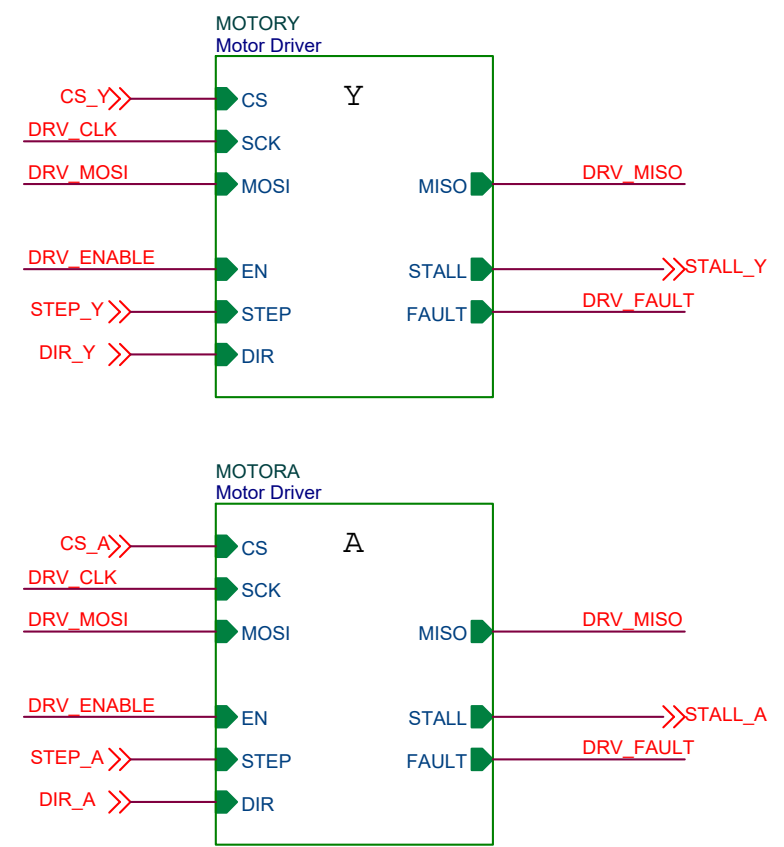 MOTORY
Motor Driver
Y
CS_Y CS
DRV_CLK SCK
DRV_MOSI MOSI MISO DRV_MISO
DRV_ENABLE EN STALL STALL_Y
STEP_Y STEP FAULT DRV_FAULT
DIR_Y DIR
MOTORA
Motor Driver
A
CS_A CS
DRV_CLK SCK
DRV_MOSI MOSI MISO DRV_MISO
DRV_ENABLE EN STALL STALL_A
STEP_A STEP FAULT DRV_FAULT
DIR_A DIR